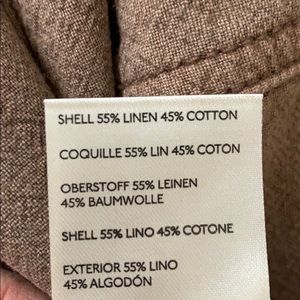 SHELL 55% LINEN 45% COTTON
COQUILLE 55% LIN 45% COTON
OBERSTOFF 55% LEINEN
45% BAUMWOLLE
SHELL 55% LINO 45% COTONE
EXTERIOR 55% LINO
45% ALGODÓN